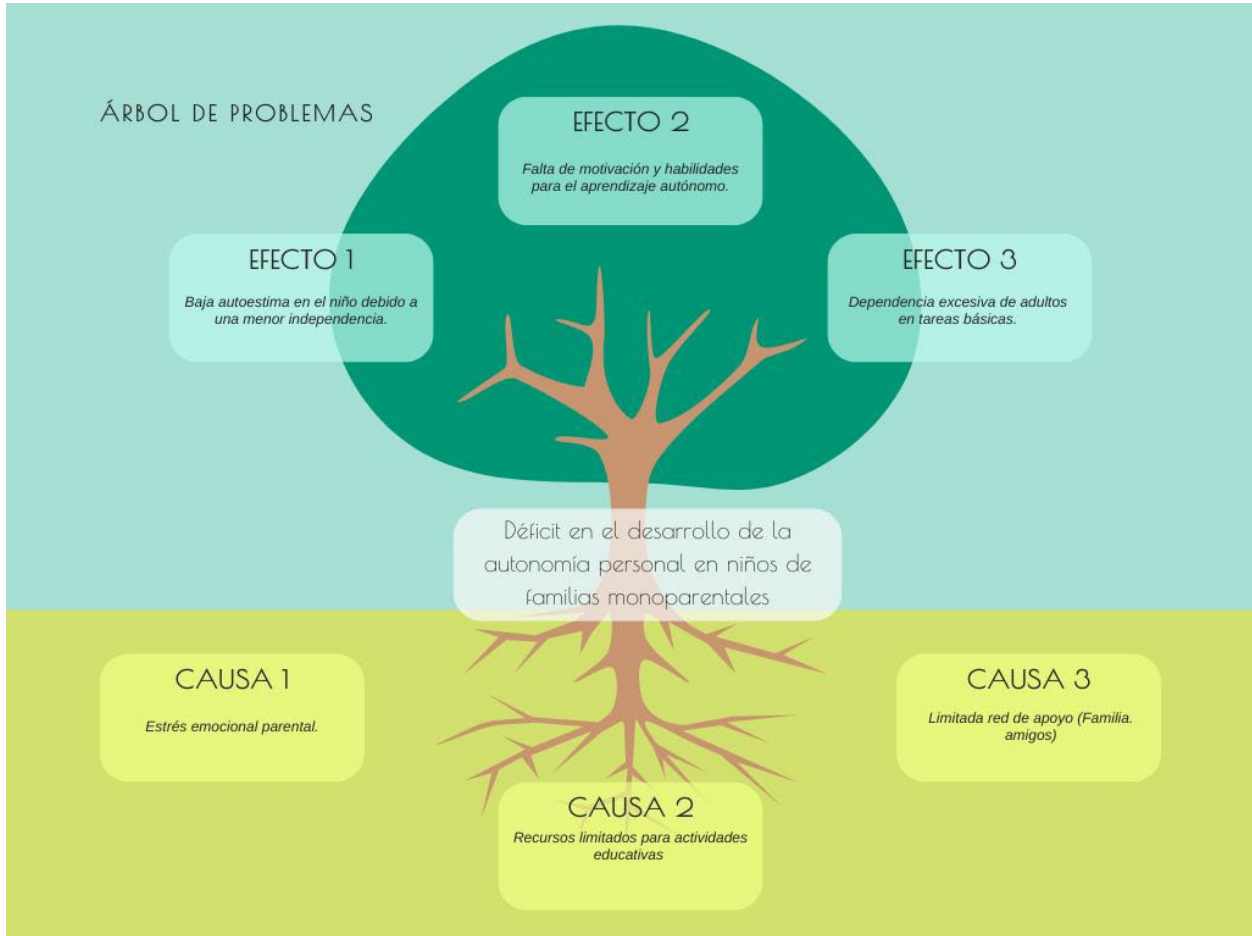 ÁRBOL DE PROBLEMAS
EFECTO 2
Falta de motivación y habilidades
para el aprendizaje autónomo.
EFECTO 1
Baja autoestima en el niño debido a
una menor independencia.
EFECTO 3
Dependencia excesiva de adultos
en tareas básicas.
Déficit en el desarrollo de la
autonomía personal en niños de
familias monoparentales
CAUSA 1
Estrés emocional parental.
CAUSA 3
Limitada red de apoyo (Familia.
amigos)
CAUSA 2
Recursos limitados para actividades
educativas